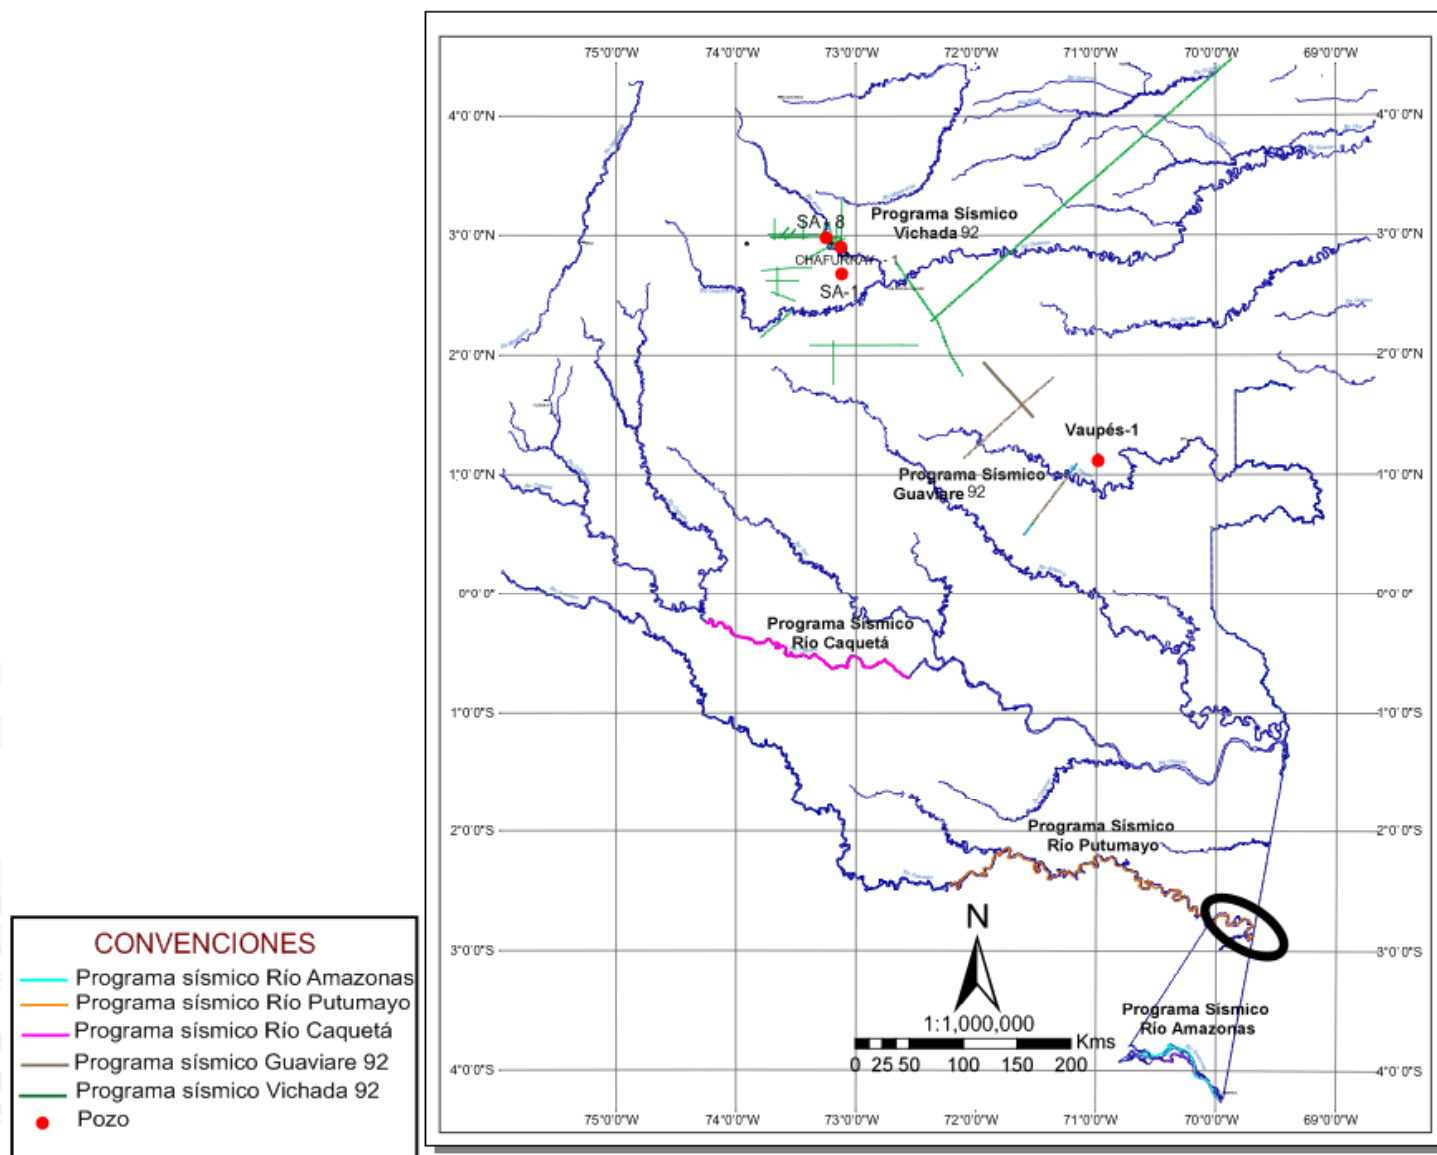 75°0'0"W 74°0'0"W 73°0'0"W 72°0'0"W 71°0'0"W 70°0'0"W 69°0'0"W
4°0'0"N 4°0'0"N
SA - 8
Programa Sísmico
Vichada 92
3°0'0"N 3°0'0"N
CHAFURRAY - 1
SA-1
2°0'0"N 2°0'0"N
Vaupés-1
1°0'0"N 1°0'0"N
Programa Sísmico
Guaviare 92
0°0'0" 0°0'0"
Programa Sísmico
Río Caquetá
1°0'0"S 1°0'0"S
Programa Sísmico
Río Putumayo
2°0'0"S 2°0'0"S
N
3°0'0"S 3°0'0"S
Programa Sísmico
Río Amazonas
1:1,000,000
Kms
0 25 50 100 150 200
4°0'0"S 4°0'0"S
75°0'0"W 74°0'0"W 73°0'0"W 72°0'0"W 71°0'0"W 70°0'0"W 69°0'0"W
CONVENCIONES
Programa sísmico Río Amazonas
Programa sísmico Río Putumayo
Programa sísmico Río Caquetá
Programa sísmico Guaviare 92
Programa sísmico Vichada 92
Pozo